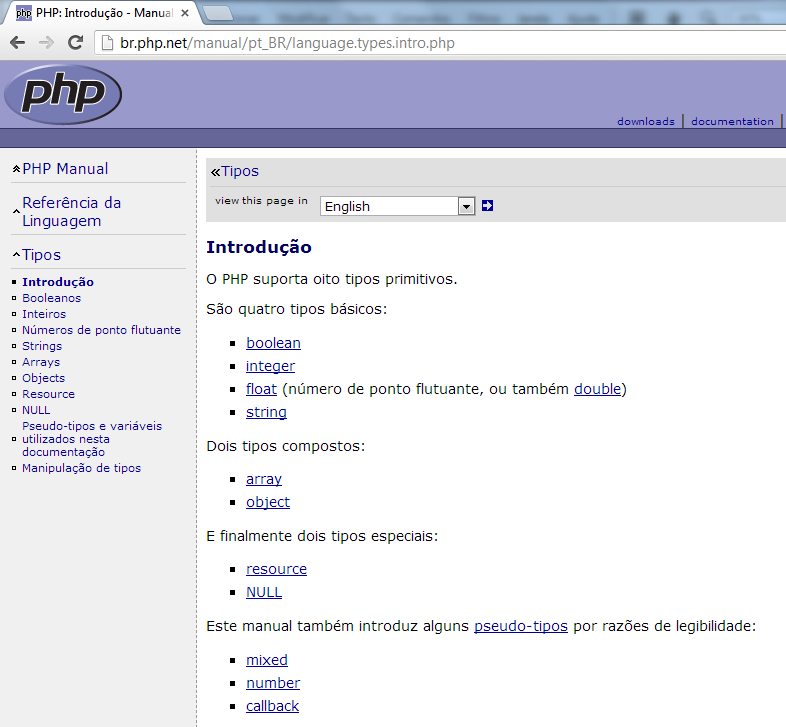 PHP: Introdução - Manual
br.php.net/manual/pt_BR/language.types.intro.php
php
downloads | documentation
PHP Manual
Referência da
Linguagem
Tipos
Introdução
Booleanos
Inteiros
Números de ponto flutuante
Strings
Arrays
Objects
Resource
NULL
Pseudo-tipos e variáveis
utilizados nesta
documentação
Manipulação de tipos
«Tipos
view this page in English
Introdução
O PHP suporta oito tipos primitivos.
São quatro tipos básicos:
boolean
integer
float (número de ponto flutuante, ou também double)
string
Dois tipos compostos:
array
object
E finalmente dois tipos especiais:
resource
NULL
Este manual também introduz alguns pseudo-tipos por razões de legibilidade:
mixed
number
callback